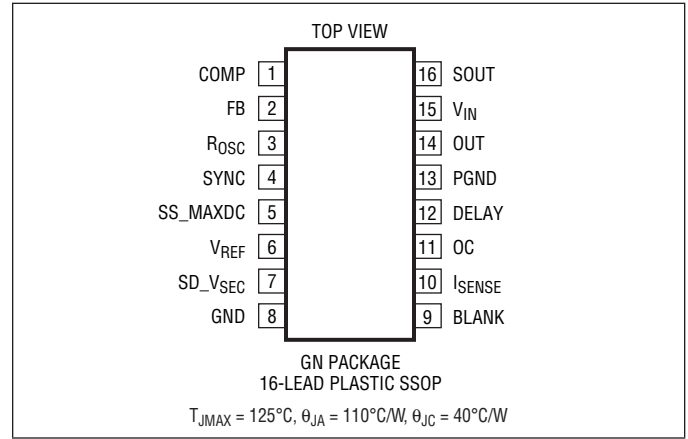 TOP VIEW
COMP 1 16 SOUT
FB 2 15 VIN
ROSC 3 14 OUT
SYNC 4 13 PGND
SS_MAXDC 5 12 DELAY
VREF 6 11 OC
SD_VSEC 7 10 ISENSE
GND 8 9 BLANK
GN PACKAGE
16-LEAD PLASTIC SSOP
TJMAX = 125°C, θJA = 110°C/W, θJC = 40°C/W